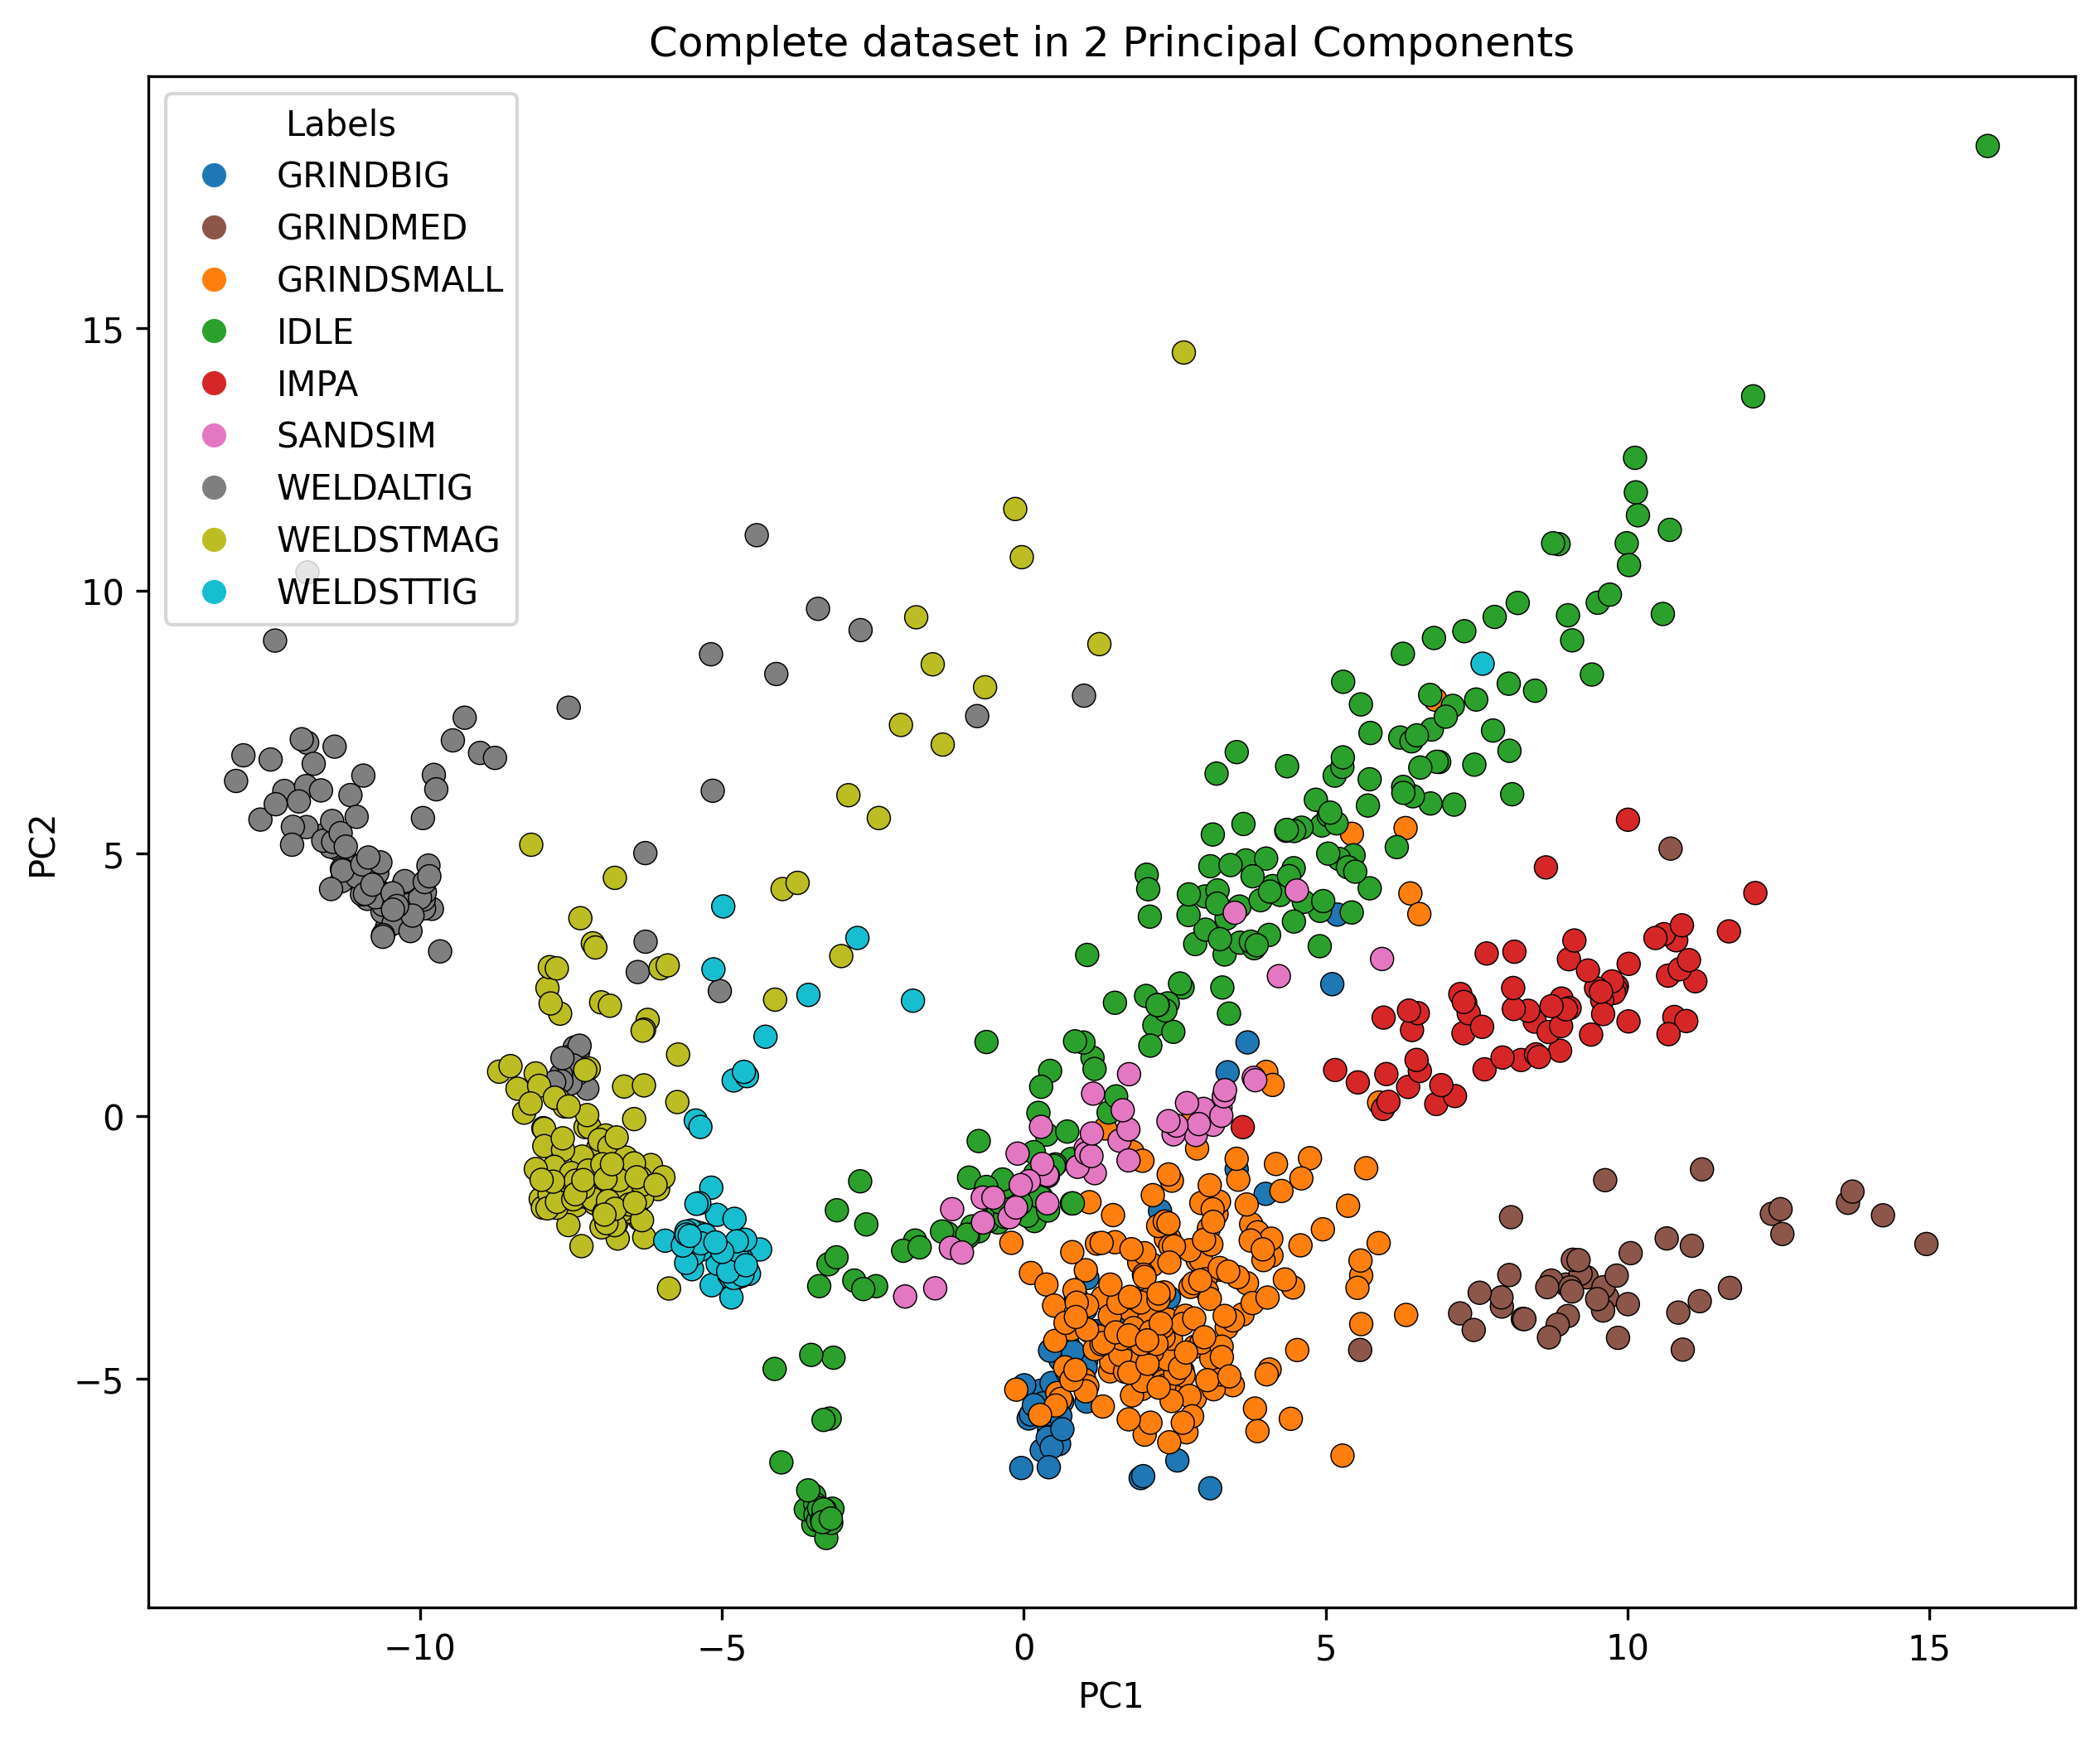 Complete dataset in 2 Principal Components
Labels
GRINDBIG
GRINDMED
GRINDSMALL
IDLE
IMPA
SANDSIM
WELDALTIG
WELDSTMAG
WELDSTTIG
PC2
15
10
5
0
−5
−10
−5
0
5
10
15
PC1